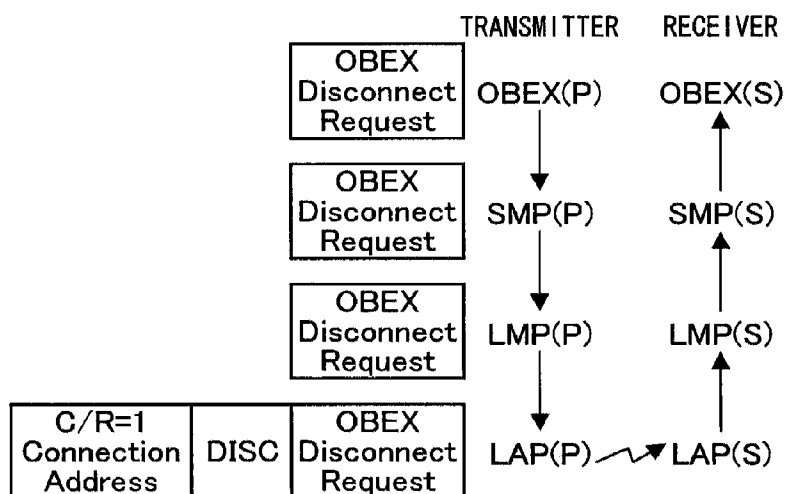 TRANSMITTER RECEIVER
OBEX
Disconnect
Request
OBEX(P) OBEX(S)
OBEX
Disconnect
Request
SMP(P) SMP(S)
OBEX
Disconnect
Request
LMP(P) LMP(S)
C/R=1
Connection
Address
DISC
OBEX
Disconnect
Request
LAP(P) LAP(S)